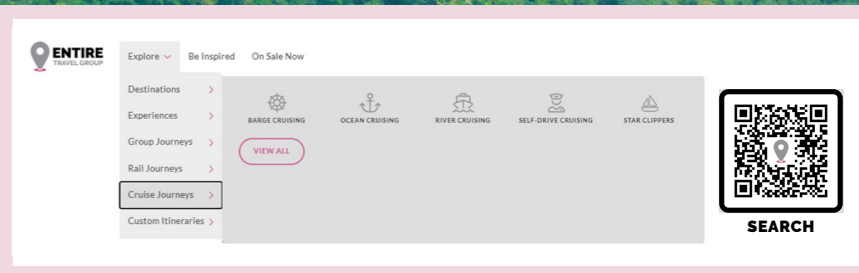 ENTIRE
TRAVEL GROUP
Explore Be Inspired On Sale Now
Destinations
Experiences
Group Journeys
Rail Journeys
Cruise Journeys
Custom Itineraries
BARGE CRUISING OCEAN CRUISING RIVER CRUISING SELF-DRIVE CRUISING STAR CLIPPERS
VIEW ALL
SEARCH